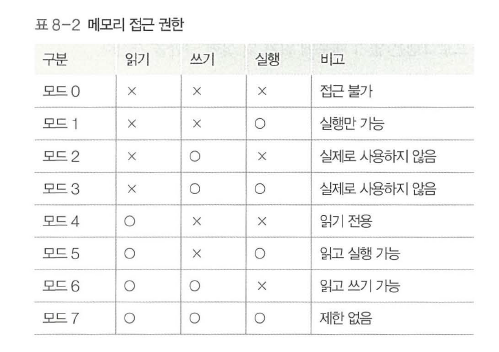 표 8-2 메모리 접근 권한
구분 읽기 쓰기 실행 비고
모드 0 × × × 접근 불가
모드 1 × × ○ 실행만 가능
모드 2 × ○ × 실제로 사용하지 않음
모드 3 × ○ ○ 실제로 사용하지 않음
모드 4 ○ × × 읽기 전용
모드 5 ○ × ○ 읽고 실행 가능
모드 6 ○ ○ × 읽고 쓰기 가능
모드 7 ○ ○ ○ 제한 없음